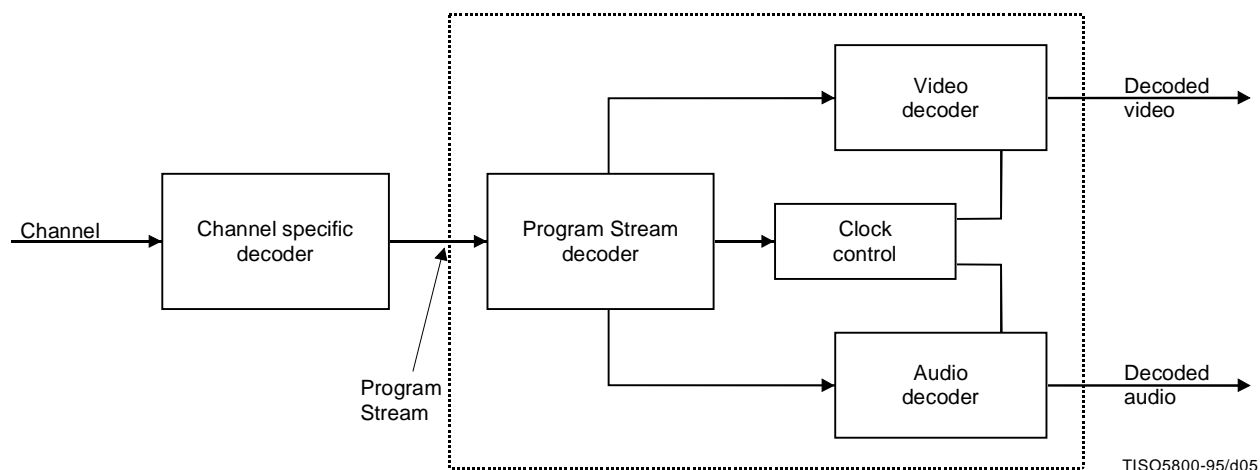 Channel
Channel specific
decoder
Program
Stream
Program Stream
decoder
Clock
control
Video
decoder
Decoded
video
Audio
decoder
Decoded
audio
TISO5800-95/d05